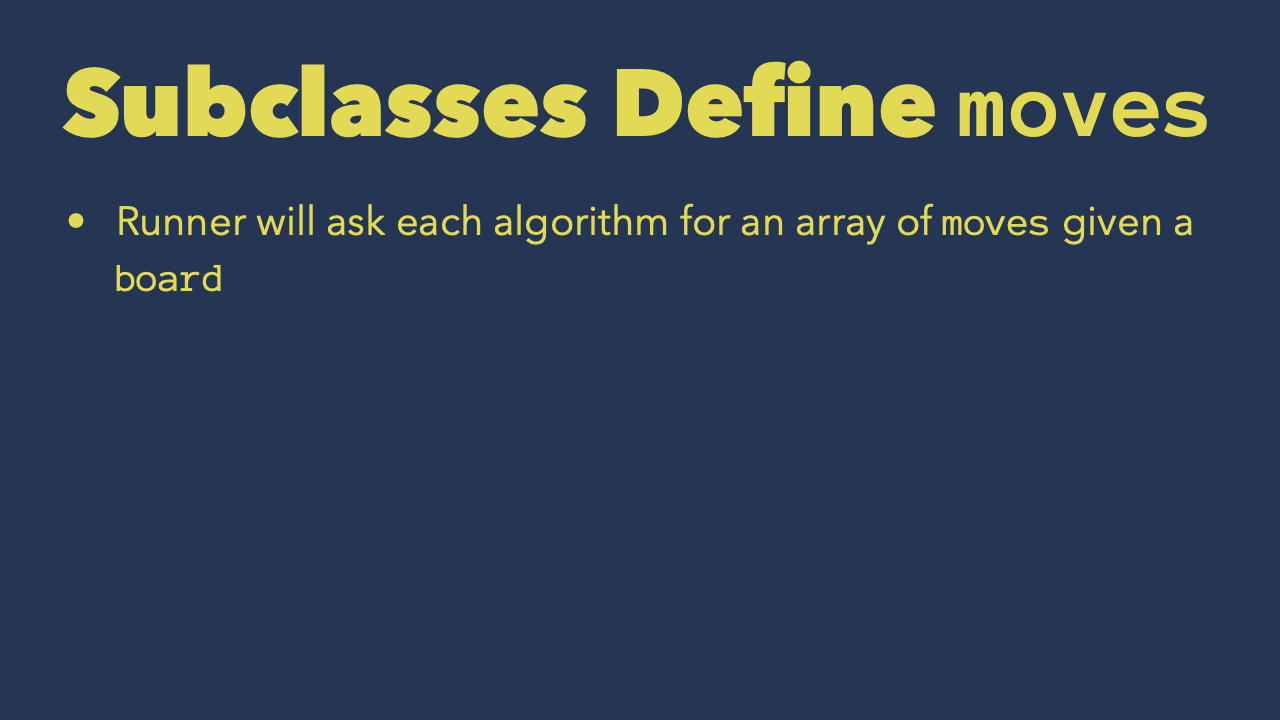 Subclasses Define moves
• Runner will ask each algorithm for an array of moves given a
board